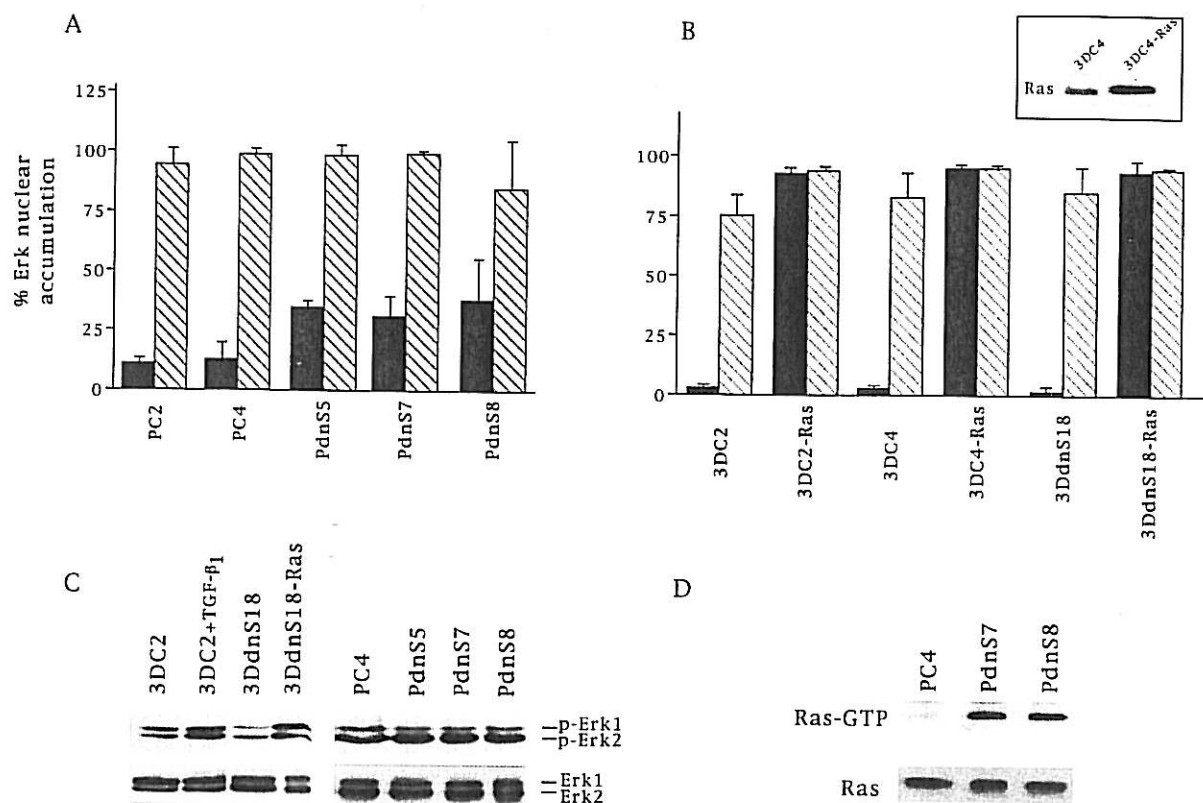 A
125
100
75
50
25
0
% Erk nuclear
accumulation
PC2
PC4
PdnS5
PdnS7
PdnS8
B
3DC4
3DC4-Ras
Ras
100
75
50
25
0
3DC2
3DC2-Ras
3DC4
3DC4-Ras
3DdnS18
3DdnS18-Ras
C
3DC2
3DC2+TGF-β1
3DdnS18
3DdnS18-Ras
PC4
PdnS5
PdnS7
PdnS8
p-Erk1
p-Erk2
Erk1
Erk2
D
PC4
PdnS7
PdnS8
Ras-GTP
Ras